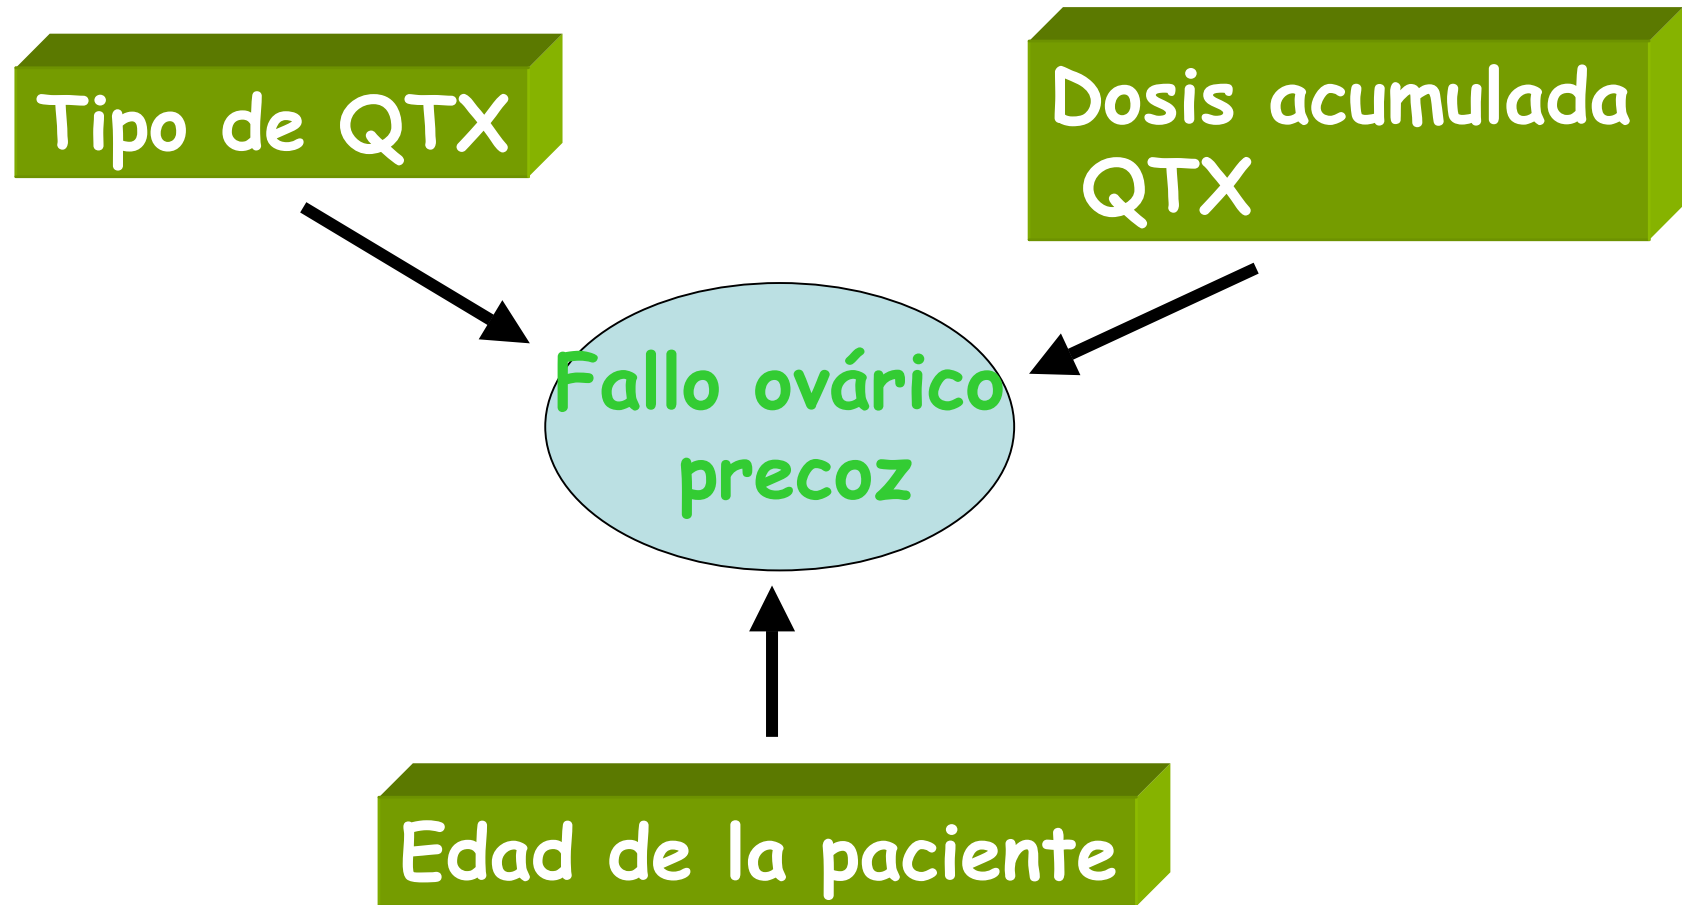 Tipo de QTX
Dosis acumulada
QTX
Fallo ovárico
precoz
Edad de la paciente